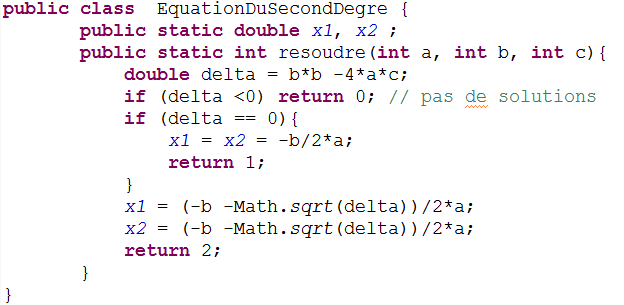 public class  EquationDuSecondDegre {
public static double x1, x2 ;
public static int resoudre(int a, int b, int c){
double delta = b*b -4*a*c;
if (delta <0) return 0; // pas de solutions
if (delta == 0){
x1 = x2 = -b/2*a;
return 1;
}
x1 = (-b -Math.sqrt(delta))/2*a;
x2 = (-b -Math.sqrt(delta))/2*a;
return 2;
}
}